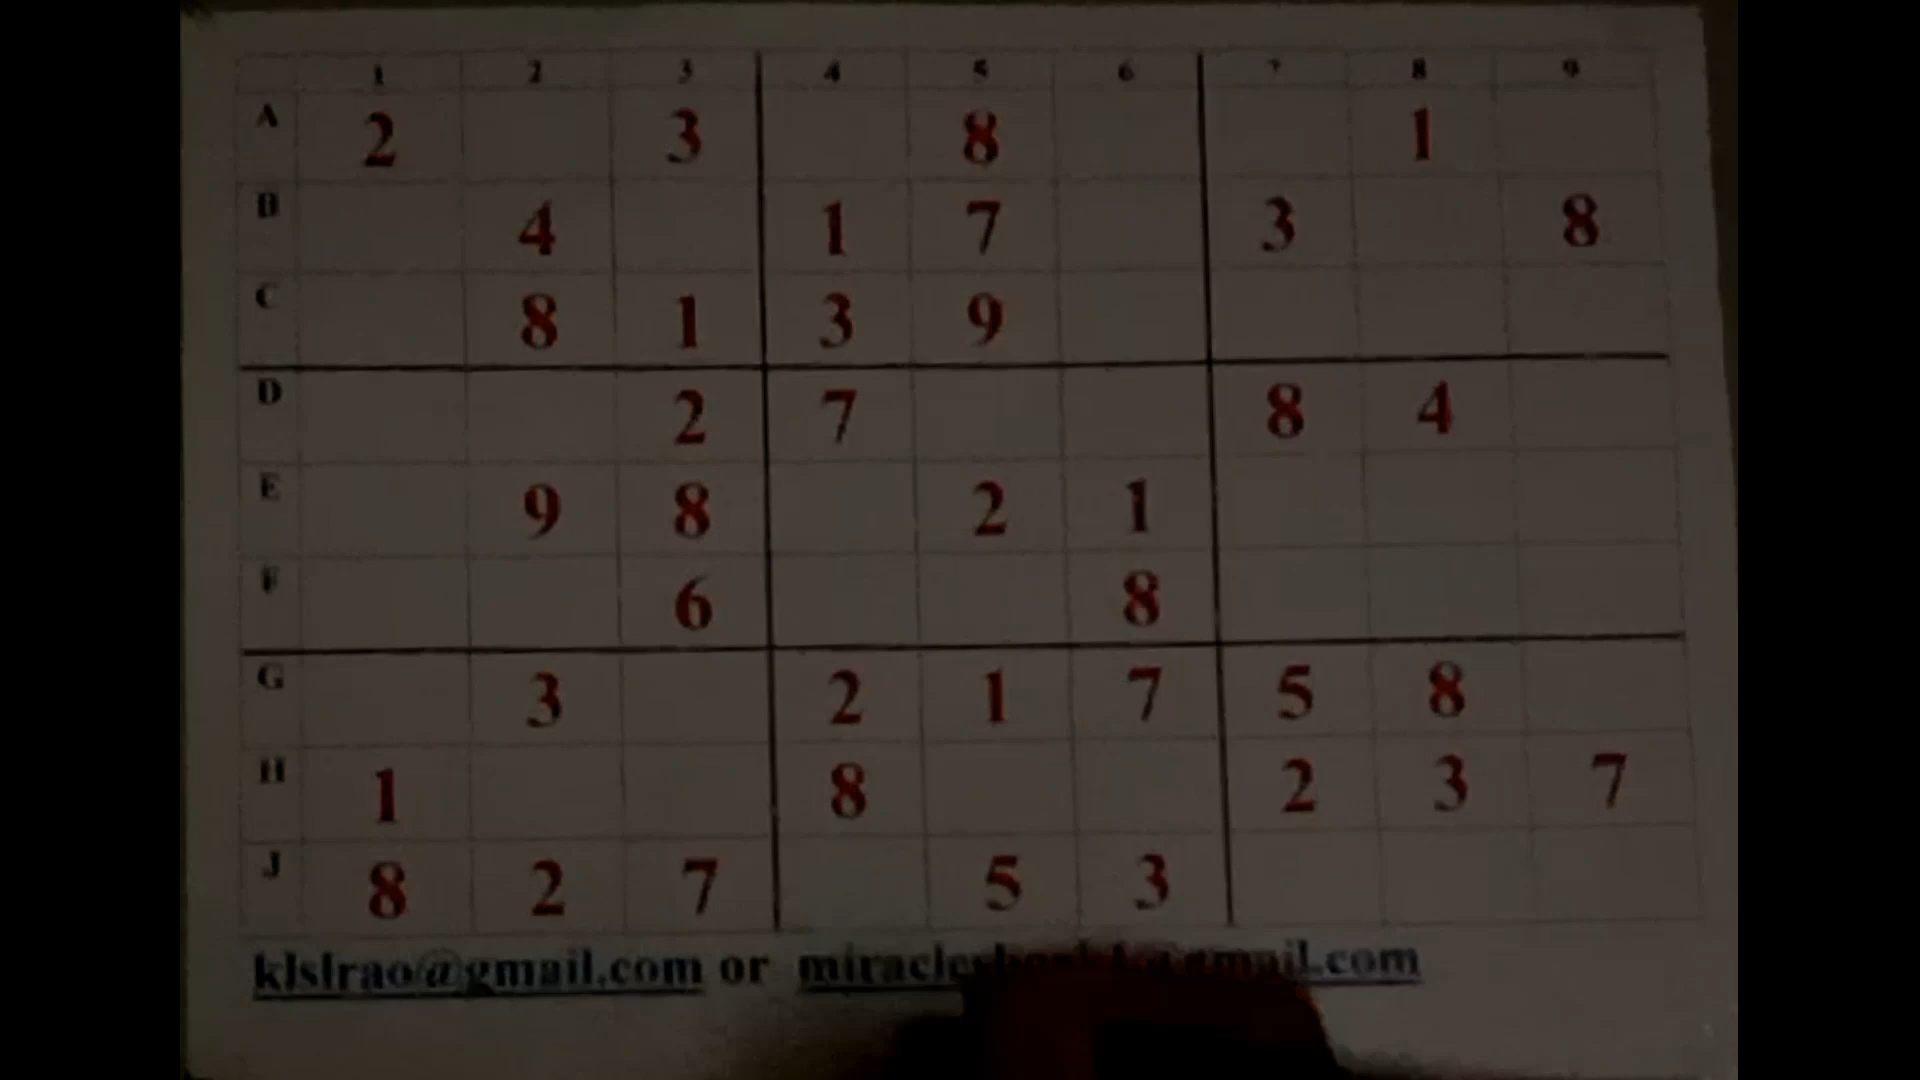 1 2 3 4 5 6 7 8 9
A 2 3 8 1
B 4 1 7 3 8
C 8 1 3 9
D 2 7 8 4
E 9 8 2 1
F 6 8
G 3 2 1 7 5 8
H 1 8 2 3 7
J 8 2 7 5 3
klslrao@gmail.com or